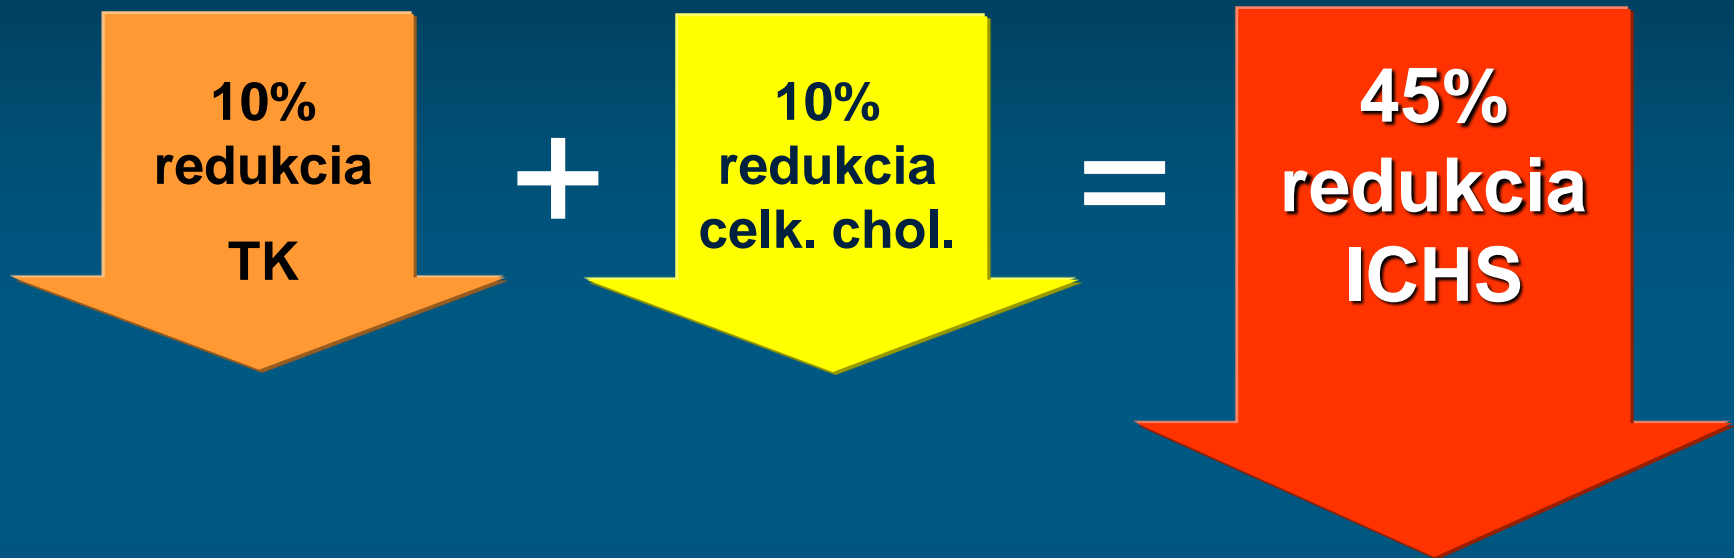 10%
redukcia
TK
+
10%
redukcia
celk. chol.
=
45%
redukcia
ICHS